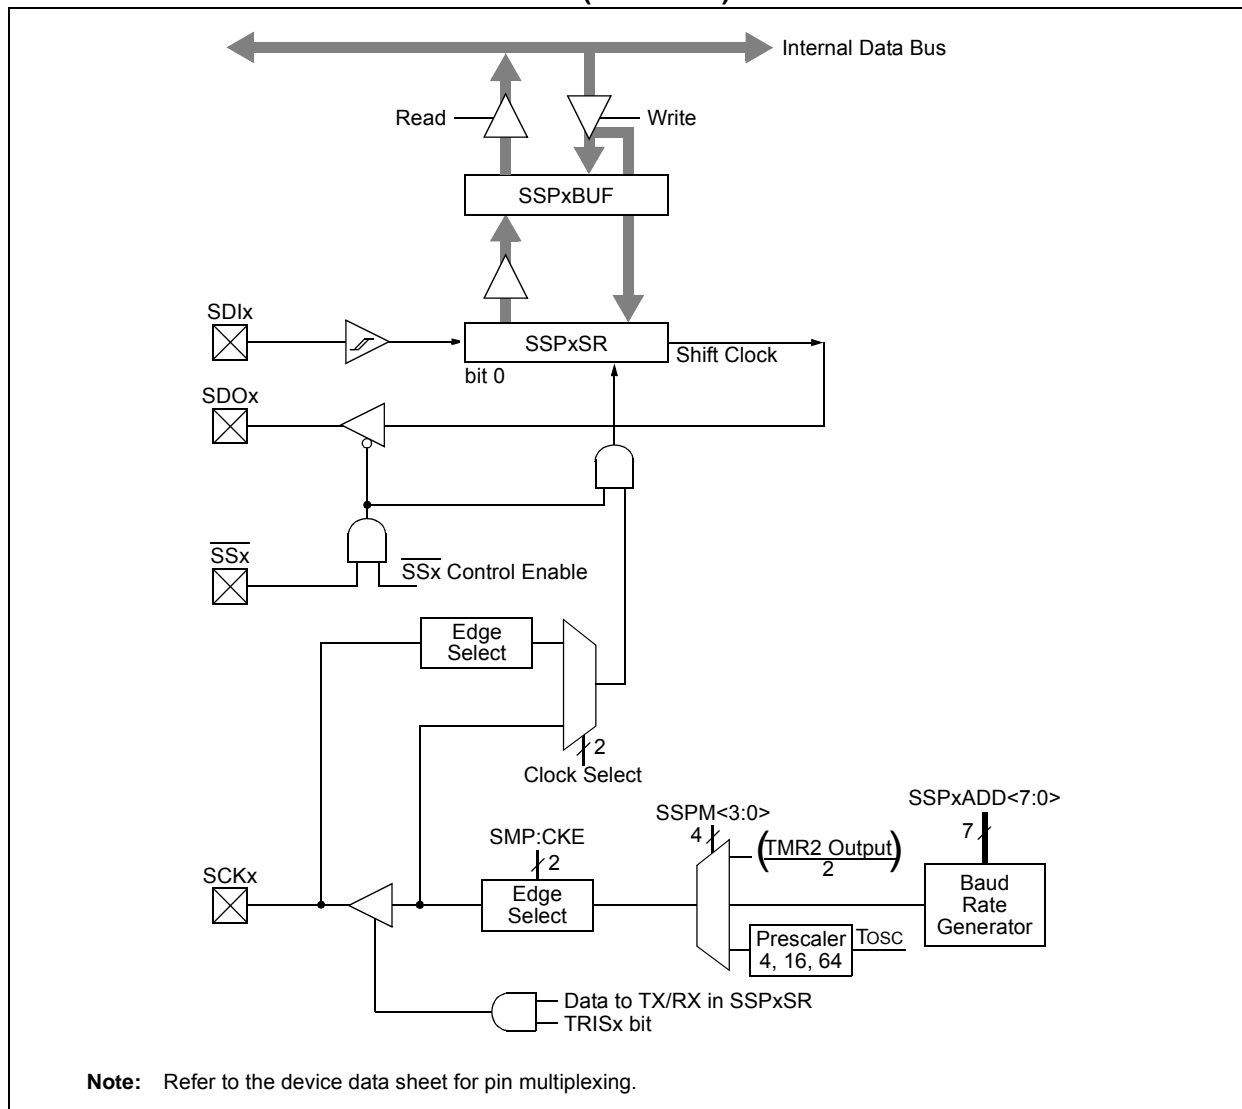 Internal Data Bus
Read
Write
SSPxBUF
SDIx
SSPxSR
Shift Clock
bit 0
SDOx
SSx
SSx Control Enable
Edge
Select
2
Clock Select
SSPxADD<7:0>
SSPM<3:0>
4
7
SMP:CKE
2
(TMR2 Output)
2
SCKx
Edge
Select
Baud
Rate
Generator
Prescaler
4, 16, 64
TOSC
Data to TX/RX in SSPxSR
TRISx bit
Note: Refer to the device data sheet for pin multiplexing.